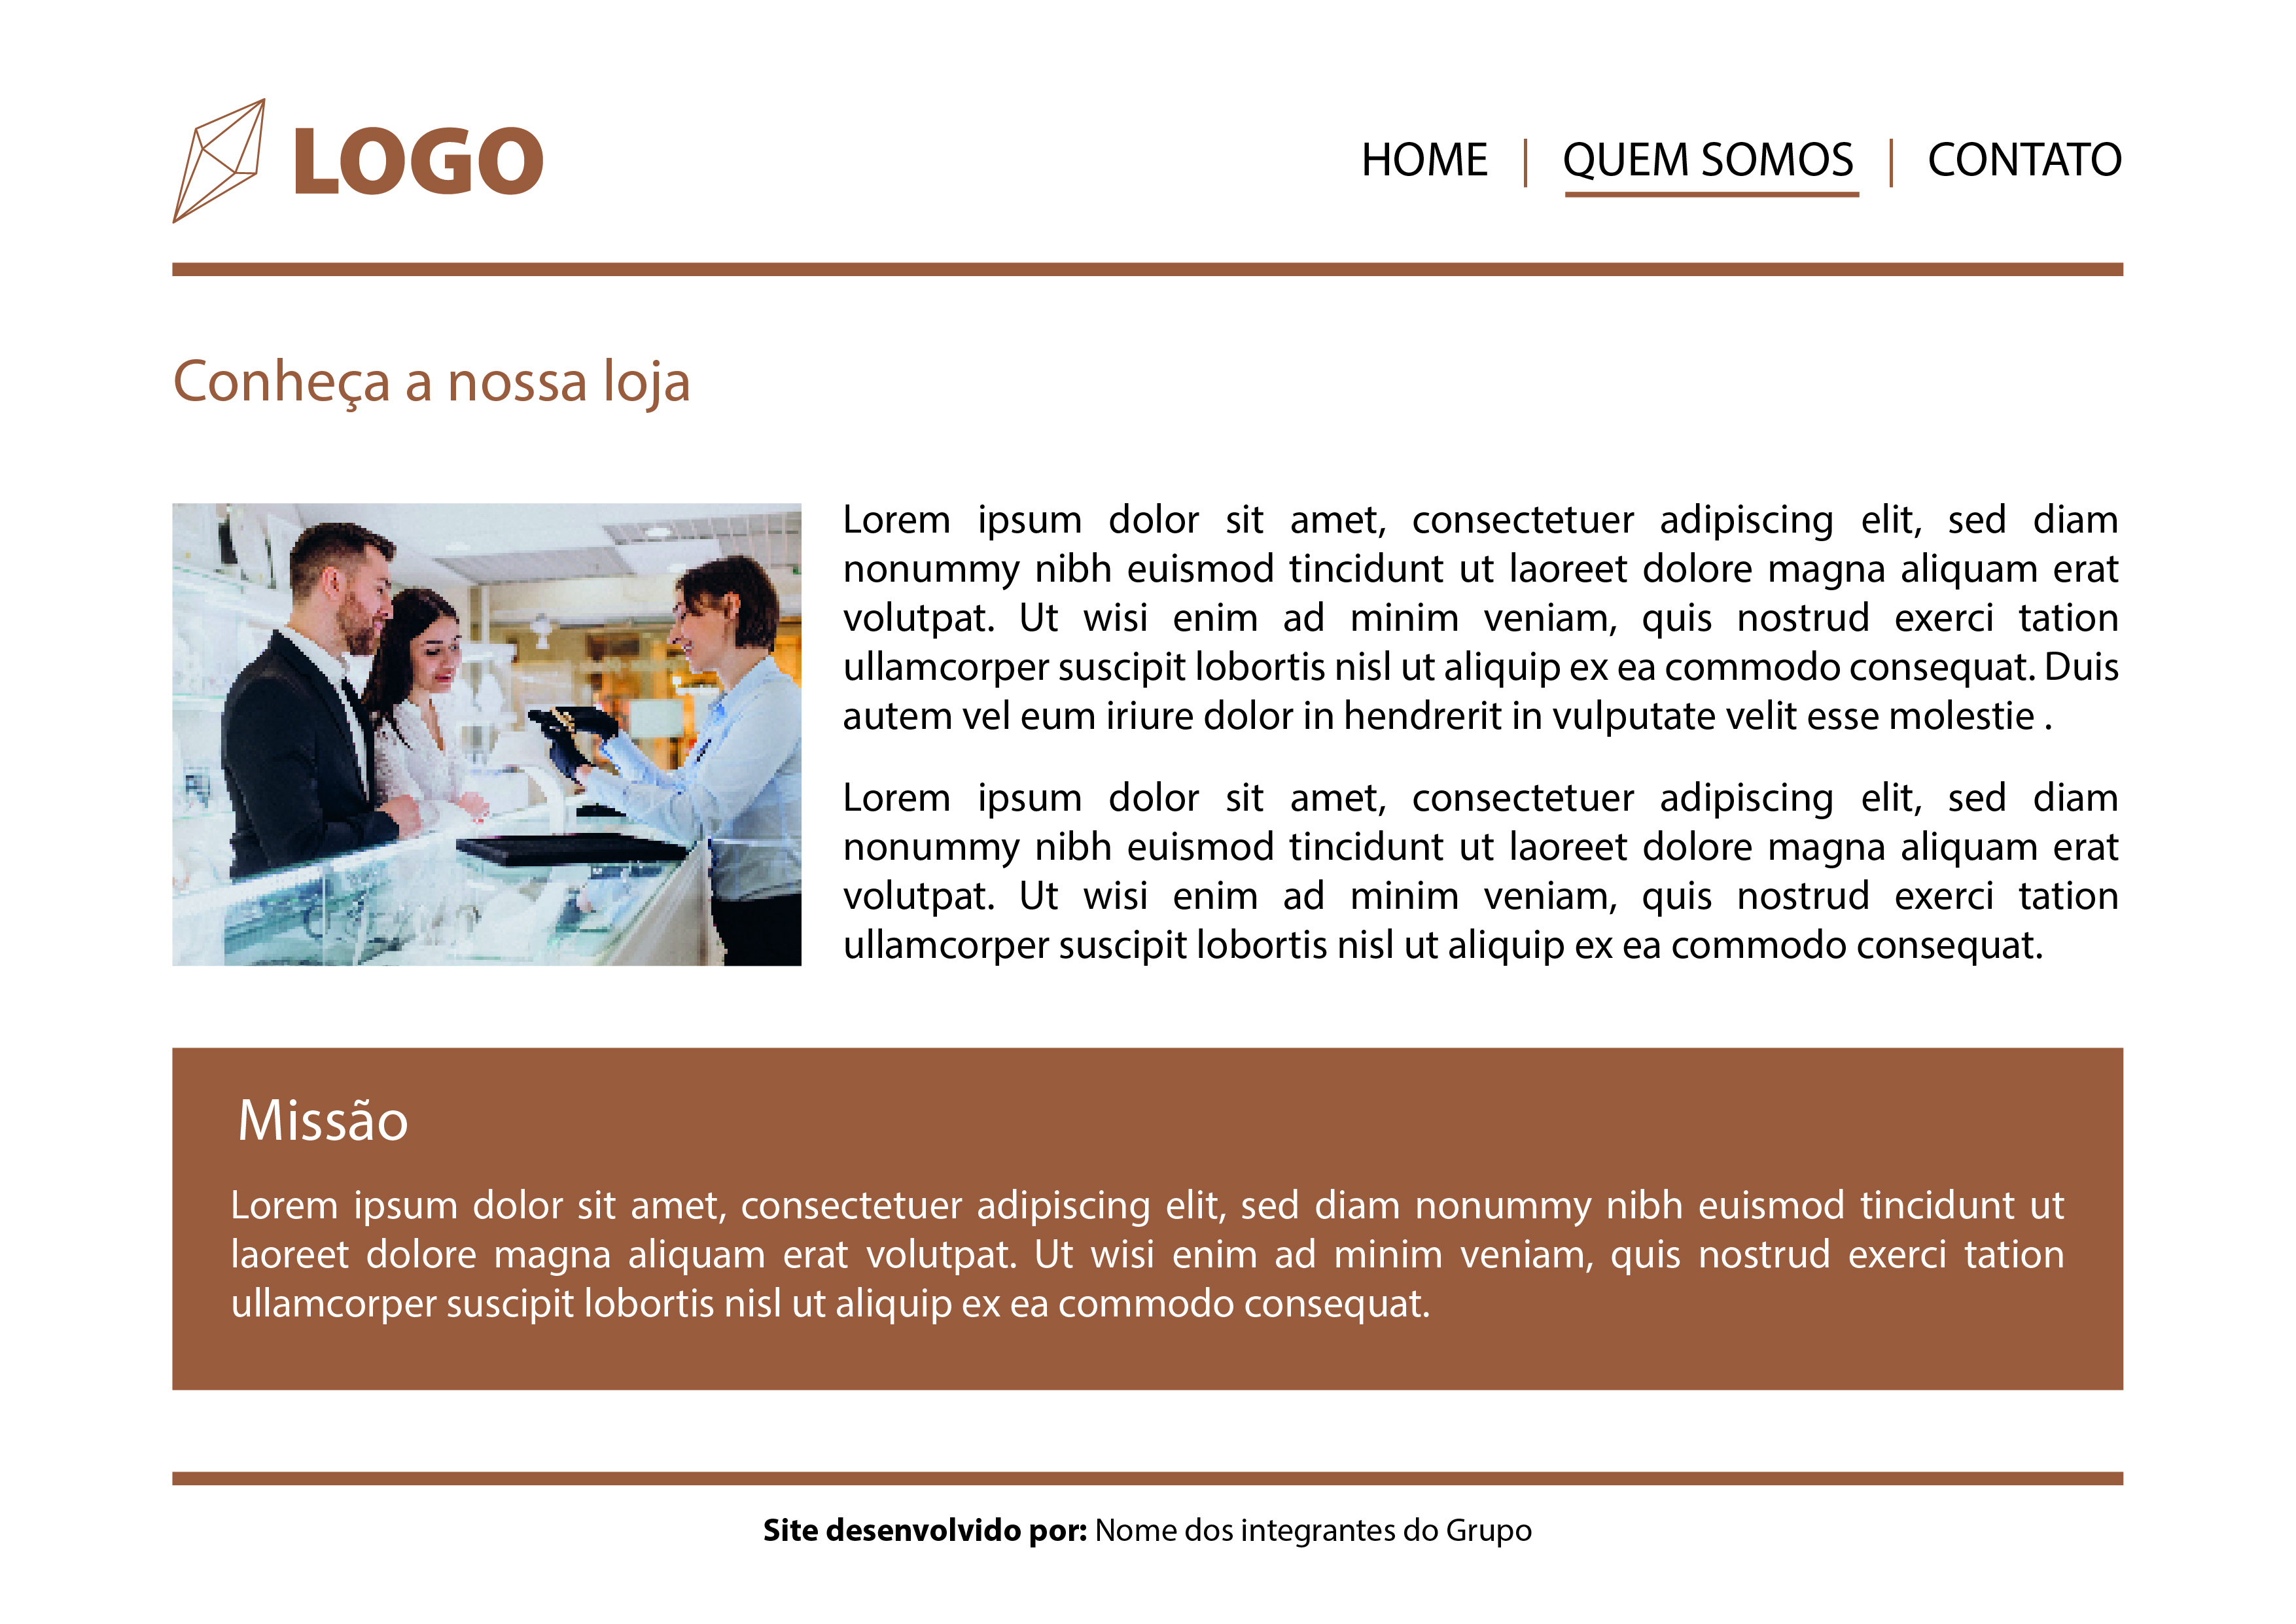 LOGO
HOME | QUEM SOMOS | CONTATO
Conheça a nossa loja
Lorem ipsum dolor sit amet, consectetuer adipiscing elit, sed diam
nonummy nibh euismod tincidunt ut laoreet dolore magna aliquam erat
volutpat. Ut wisi enim ad minim veniam, quis nostrud exerci tation
ullamcorper suscipit lobortis nisl ut aliquip ex ea commodo consequat. Duis
autem vel eum iriure dolor in hendrerit in vulputate velit esse molestie .
Lorem ipsum dolor sit amet, consectetuer adipiscing elit, sed diam
nonummy nibh euismod tincidunt ut laoreet dolore magna aliquam erat
volutpat. Ut wisi enim ad minim veniam, quis nostrud exerci tation
ullamcorper suscipit lobortis nisl ut aliquip ex ea commodo consequat.
Missão
Lorem ipsum dolor sit amet, consectetuer adipiscing elit, sed diam nonummy nibh euismod tincidunt ut
laoreet dolore magna aliquam erat volutpat. Ut wisi enim ad minim veniam, quis nostrud exerci tation
ullamcorper suscipit lobortis nisl ut aliquip ex ea commodo consequat.
Site desenvolvido por: Nome dos integrantes do Grupo